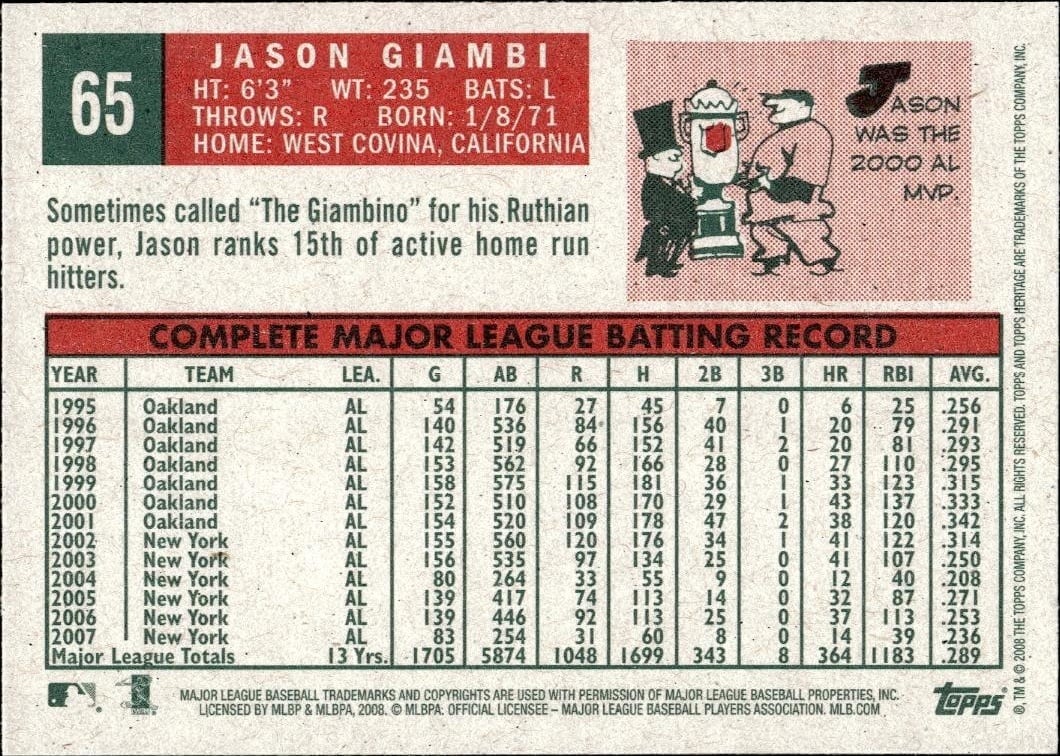 65
JASON GIAMBI
HT: 6'3" WT: 235 BATS: L
THROWS: R BORN: 1/8/71
HOME: WEST COVINA, CALIFORNIA
Sometimes called "The Giambino" for his Ruthian
power, Jason ranks 15th of active home run
hitters.
JASON
WAS THE
2000 AL
MVP.
COMPLETE MAJOR LEAGUE BATTING RECORD
YEAR TEAM LEA. G AB R H 2B 3B HR RBI AVG.
1995 Oakland AL 54 176 27 45 7 0 6 25 .256
1996 Oakland AL 140 536 84 156 40 1 20 79 .291
1997 Oakland AL 142 519 66 152 41 2 20 81 .293
1998 Oakland AL 153 562 92 166 28 0 27 110 .295
1999 Oakland AL 158 575 115 181 36 1 33 123 .315
2000 Oakland AL 152 510 108 170 29 1 43 137 .333
2001 Oakland AL 154 520 109 178 47 2 38 120 .342
2002 New York AL 155 560 120 176 34 1 41 122 .314
2003 New York AL 156 535 97 134 25 0 41 107 .250
2004 New York AL 80 264 33 55 9 0 12 40 .208
2005 New York AL 139 417 74 113 14 0 32 87 .271
2006 New York AL 139 446 92 113 25 0 37 113 .253
2007 New York AL 83 254 31 60 8 0 14 39 .236
Major League Totals 13 Yrs. 1705 5874 1048 1699 343 8 364 1183 .289
MAJOR LEAGUE BASEBALL TRADEMARKS AND COPYRIGHTS ARE USED WITH PERMISSION OF MAJOR LEAGUE BASEBALL PROPERTIES, INC.
LICENSED BY MLBP & MLBPA, 2008. © MLBPA: OFFICIAL LICENSEE – MAJOR LEAGUE BASEBALL PLAYERS ASSOCIATION. MLB.COM
topps
®, TM & © 2008 THE TOPPS COMPANY, INC. ALL RIGHTS RESERVED. TOPPS AND TOPPS HERITAGE ARE TRADEMARKS OF THE TOPPS COMPANY, INC.